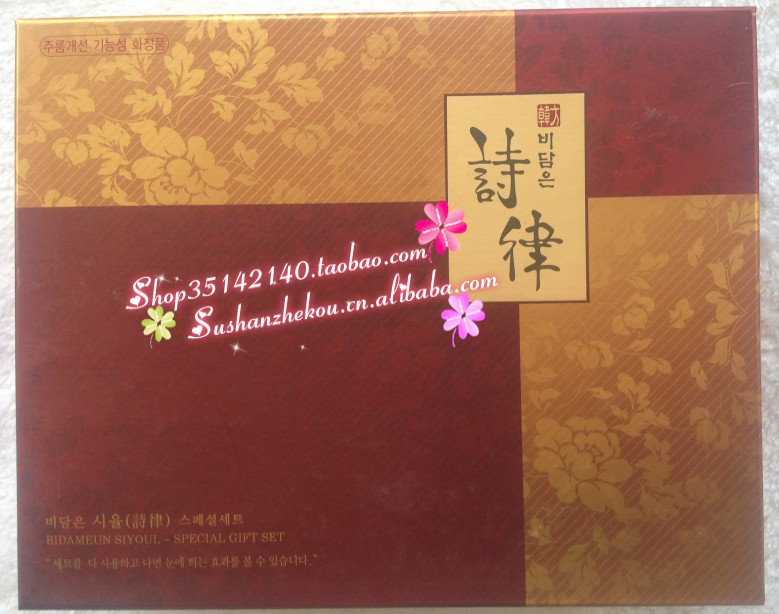 주름개선 기능성 화장품
韓方
비담은
詩律
Shop35142140.taobao.com
Sushanzhekou.cn.alibaba.com
비담은 시율(詩律) 스페셜세트
BIDAMEUN SIYOUL - SPECIAL GIFT SET
"세트를 다 사용하고 나면 눈에 띄는 효과를 볼 수 있습니다."